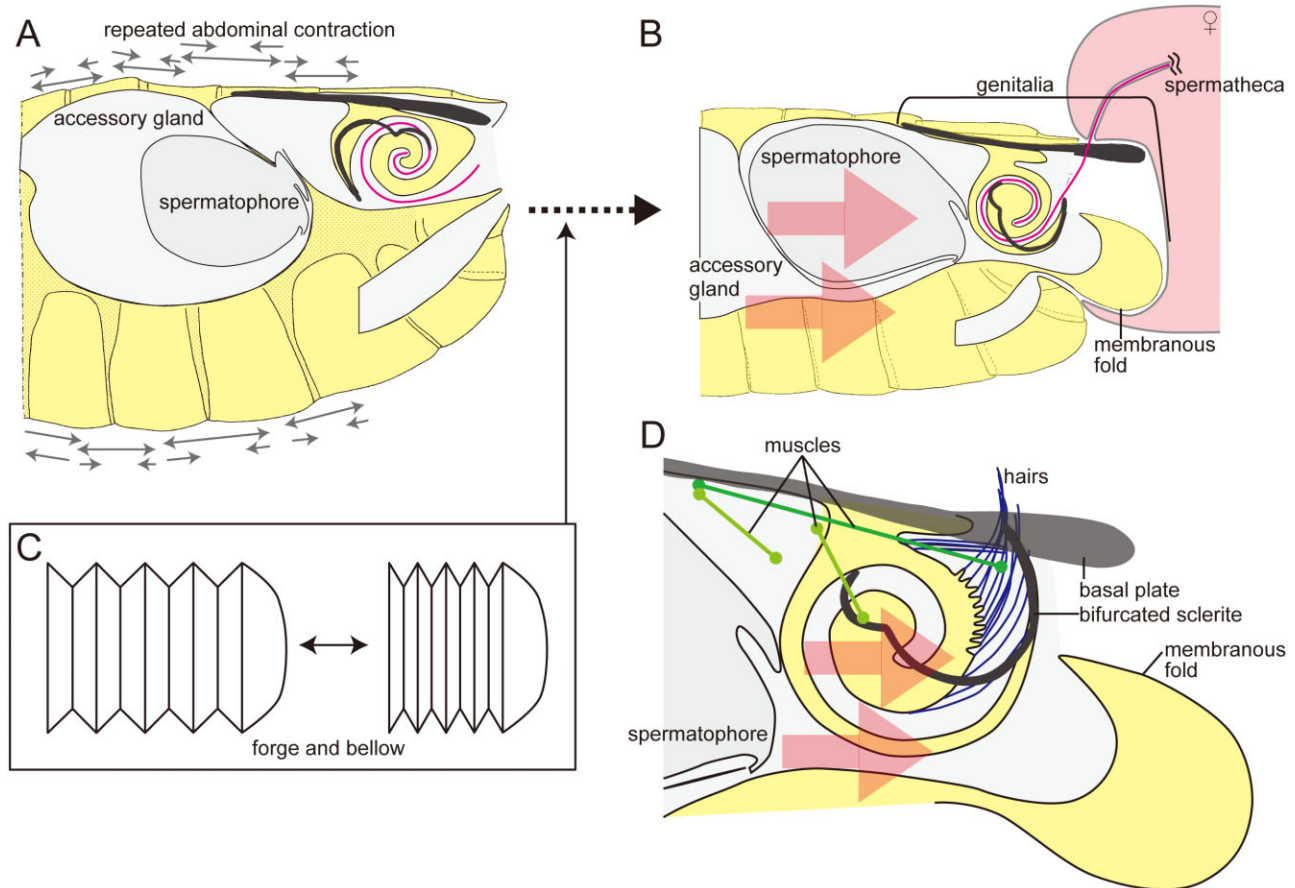 A
repeated abdominal contraction
accessory gland
spermatophore
B
♀
genitalia
spermatheca
spermatophore
accessory
gland
membranous
fold
C
forge and bellow
D
muscles
hairs
basal plate
bifurcated sclerite
membranous
fold
spermatophore